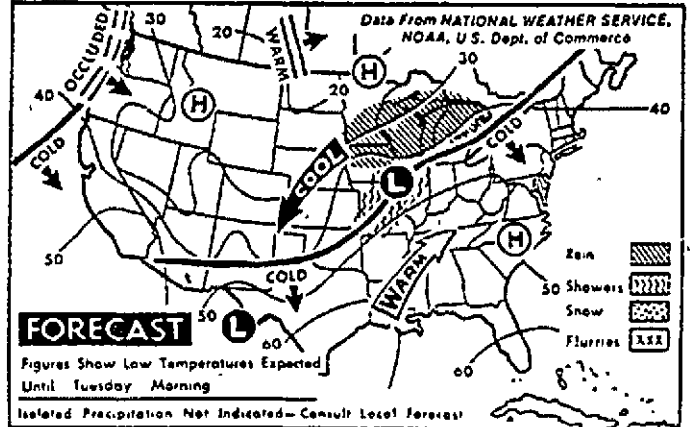 Data From NATIONAL WEATHER SERVICE,
NOAA, U.S. Dept. of Commerce
OCCLUDED
30
20
WARM
H
30
40
H
20
40
COLD
COLD
COOL
L
H
50
COLD
WARM
50
L
60
50
60
Rain
Showers
Snow
Flurries
FORECAST
Figures Show Low Temperatures Expected
Until Tuesday Morning
Isolated Precipitation Not Indicated–Consult Local Forecast